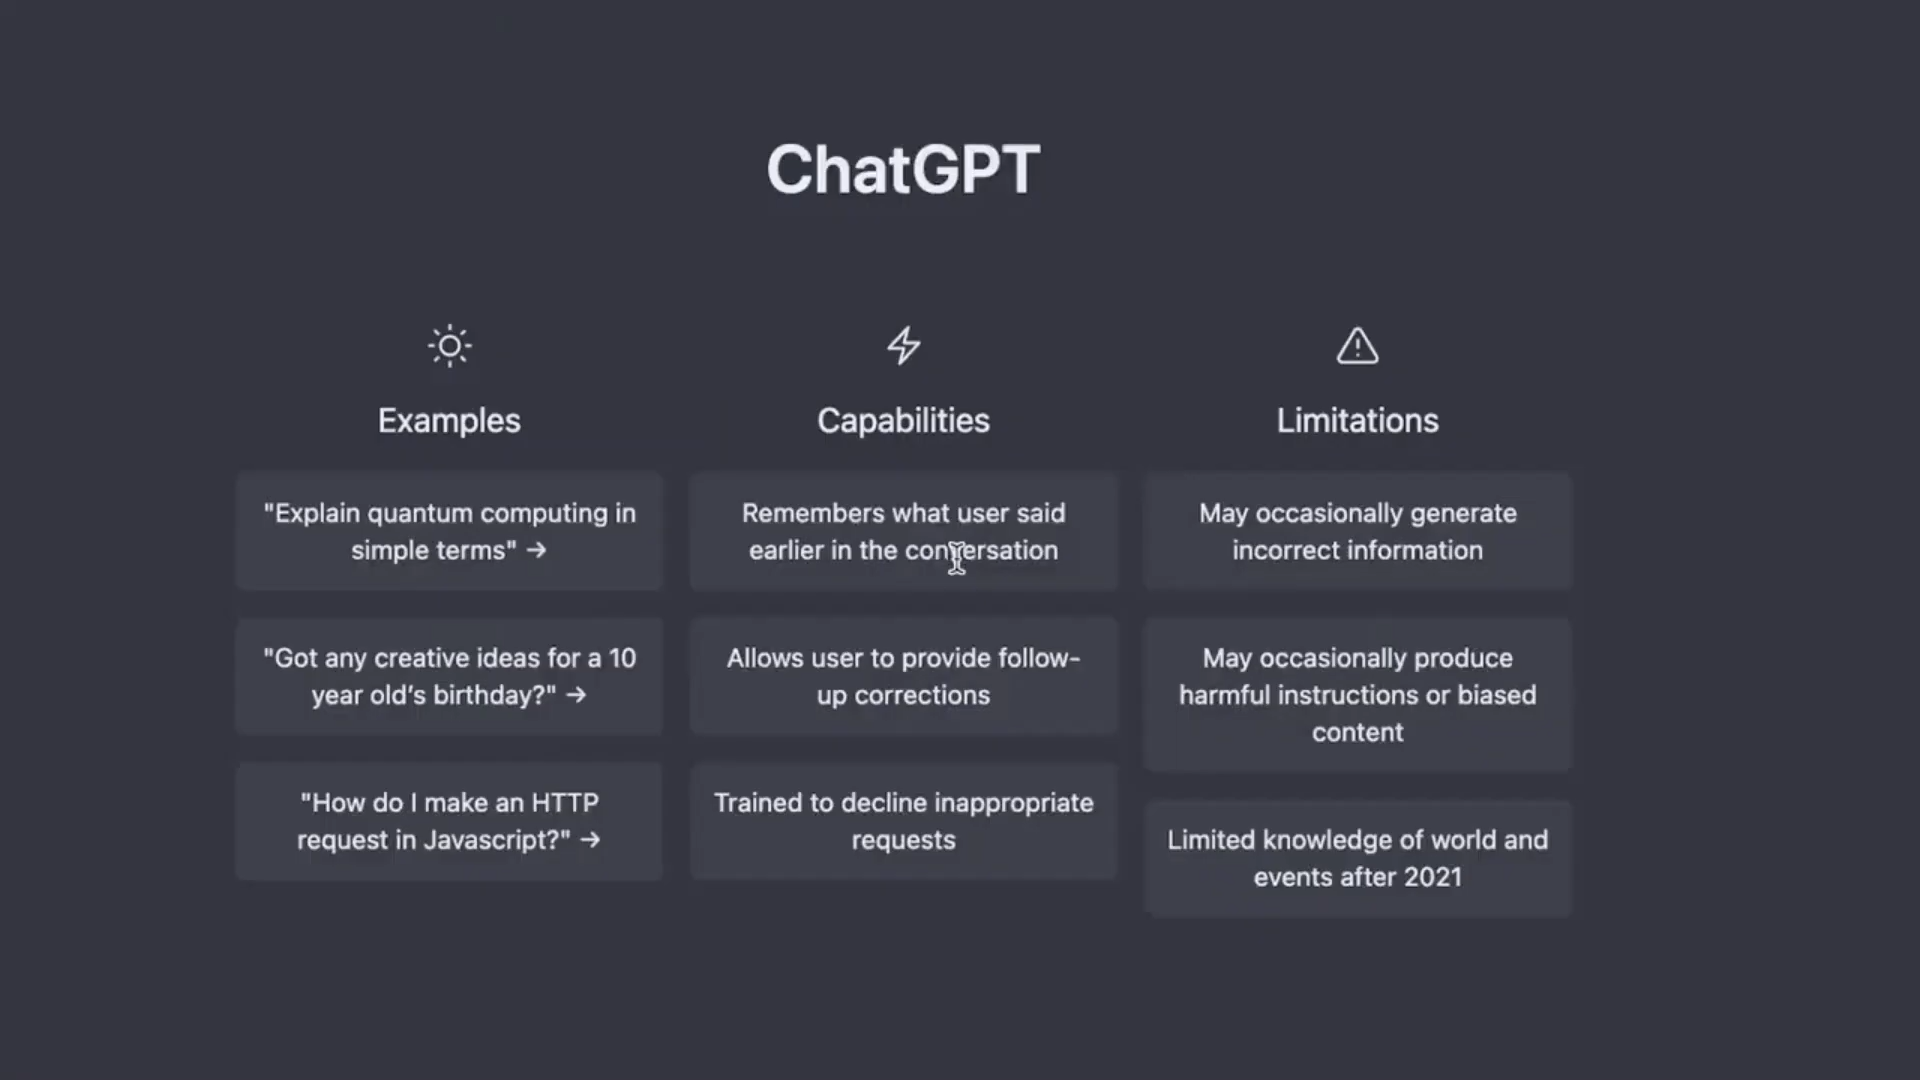 ChatGPT
Examples
"Explain quantum computing in
simple terms" →
"Got any creative ideas for a 10
year old's birthday?" →
"How do I make an HTTP
request in Javascript?" →
Capabilities
Remembers what user said
earlier in the conversation
Allows user to provide follow-
up corrections
Trained to decline inappropriate
requests
Limitations
May occasionally generate
incorrect information
May occasionally produce
harmful instructions or biased
content
Limited knowledge of world and
events after 2021